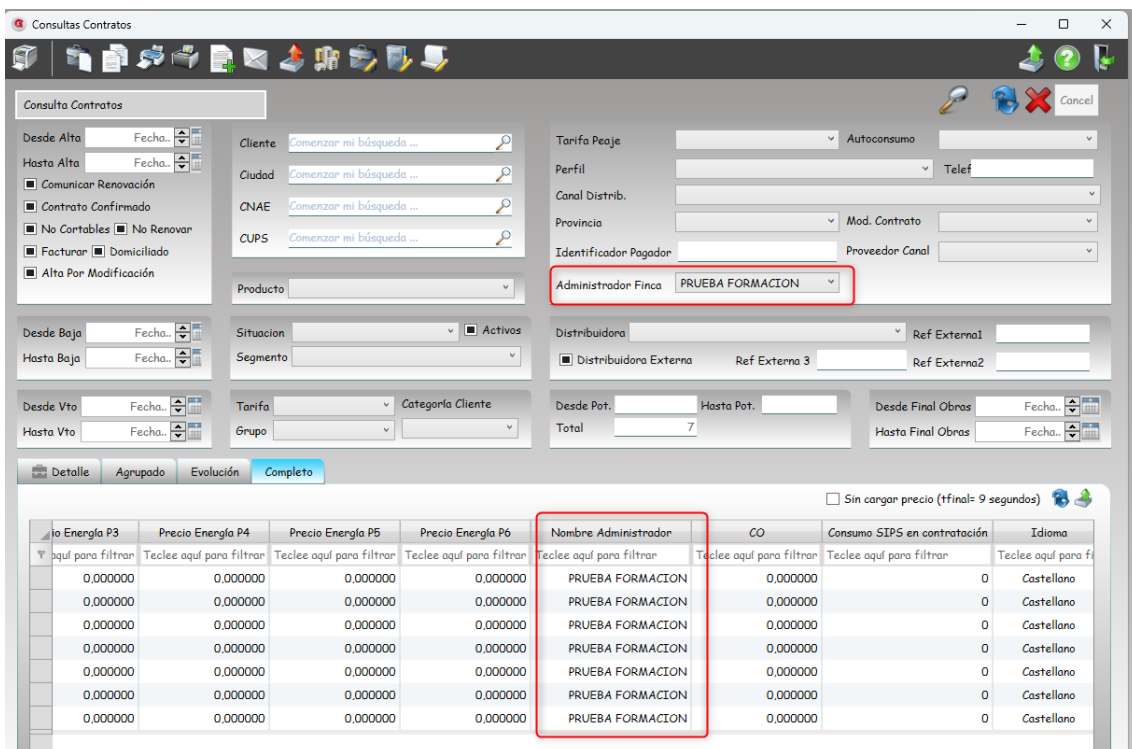 Consultas Contratos
Consulta Contratos
Cancel
Desde Alta Fecha..
Hasta Alta Fecha..
Comunicar Renovación
Contrato Confirmado
No Cortables No Renovar
Facturar Domiciliado
Alta Por Modificación
Cliente Comenzar mi búsqueda ...
Ciudad Comenzar mi búsqueda ...
CNAE Comenzar mi búsqueda ...
CUPS Comenzar mi búsqueda ...
Producto
Tarifa Peaje Autoconsumo
Perfil Telef
Canal Distrib.
Provincia Mod. Contrato
Identificador Pagador Proveedor Canal
Administrador Finca PRUEBA FORMACION
Desde Baja Fecha..
Hasta Baja Fecha..
Situacion Activos
Segmento
Distribuidora Ref Externa1
Distribuidora Externa Ref Externa 3 Ref Externa2
Desde Vto Fecha..
Hasta Vto Fecha..
Tarifa Categoría Cliente
Grupo
Desde Pot. Hasta Pot.
Total 7
Desde Final Obras Fecha..
Hasta Final Obras Fecha..
Detalle Agrupado Evolución Completo
Sin cargar precio (tfinal= 9 segundos)
io Energía P3 Precio Energía P4 Precio Energía P5 Precio Energía P6 Nombre Administrador CO Consumo SIPS en contratación Idioma
aquí para filtrar Teclee aquí para filtrar Teclee aquí para filtrar Teclee aquí para filtrar Teclee aquí para filtrar Teclee aquí para filtrar Teclee aquí para filtrar Teclee aquí para fi
0,000000 0,000000 0,000000 0,000000 PRUEBA FORMACION 0,000000 0 Castellano
0,000000 0,000000 0,000000 0,000000 PRUEBA FORMACION 0,000000 0 Castellano
0,000000 0,000000 0,000000 0,000000 PRUEBA FORMACION 0,000000 0 Castellano
0,000000 0,000000 0,000000 0,000000 PRUEBA FORMACION 0,000000 0 Castellano
0,000000 0,000000 0,000000 0,000000 PRUEBA FORMACION 0,000000 0 Castellano
0,000000 0,000000 0,000000 0,000000 PRUEBA FORMACION 0,000000 0 Castellano
0,000000 0,000000 0,000000 0,000000 PRUEBA FORMACION 0,000000 0 Castellano